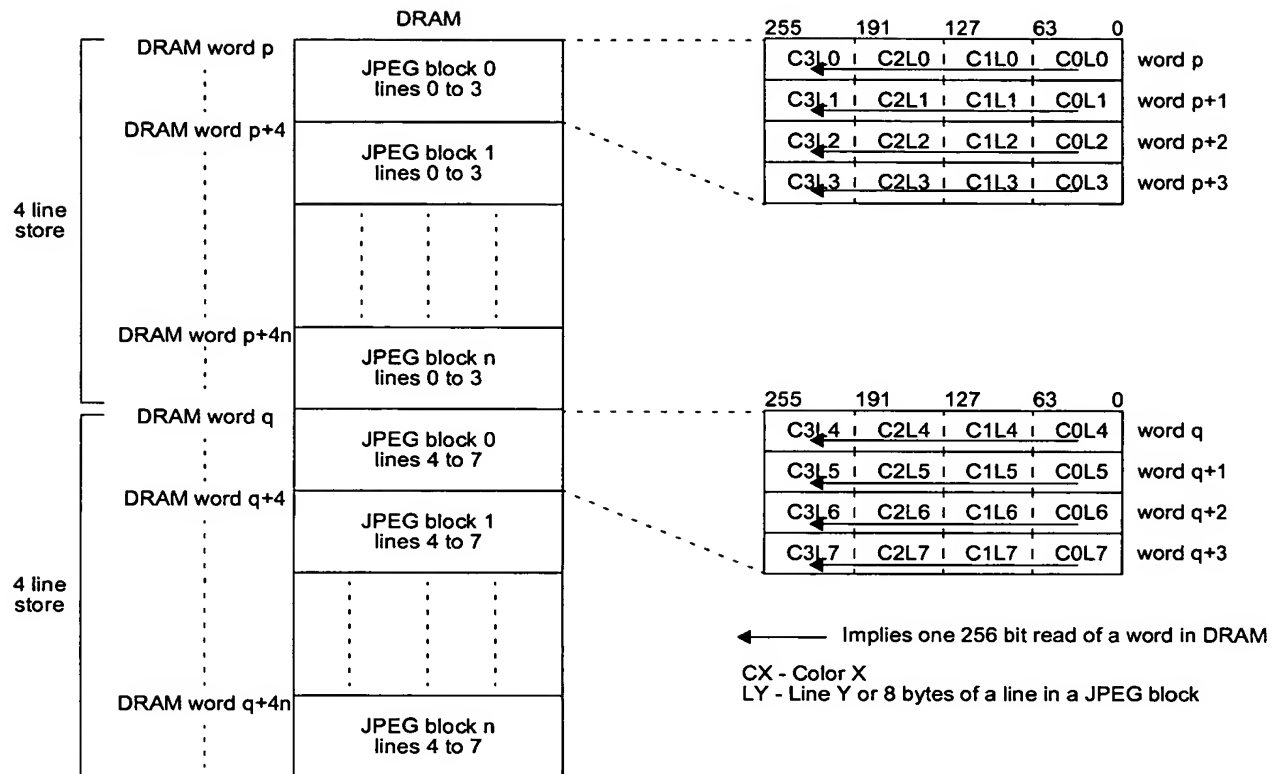 DRAM
DRAM word p
JPEG block 0
lines 0 to 3
DRAM word p+4
JPEG block 1
lines 0 to 3
4 line
store
DRAM word p+4n
JPEG block n
lines 0 to 3
DRAM word q
JPEG block 0
lines 4 to 7
DRAM word q+4
JPEG block 1
lines 4 to 7
4 line
store
DRAM word q+4n
JPEG block n
lines 4 to 7
255 191 127 63 0
C3L0 C2L0 C1L0 C0L0 word p
C3L1 C2L1 C1L1 C0L1 word p+1
C3L2 C2L2 C1L2 C0L2 word p+2
C3L3 C2L3 C1L3 C0L3 word p+3
255 191 127 63 0
C3L4 C2L4 C1L4 C0L4 word q
C3L5 C2L5 C1L5 C0L5 word q+1
C3L6 C2L6 C1L6 C0L6 word q+2
C3L7 C2L7 C1L7 C0L7 word q+3
Implies one 256 bit read of a word in DRAM
CX - Color X
LY - Line Y or 8 bytes of a line in a JPEG block